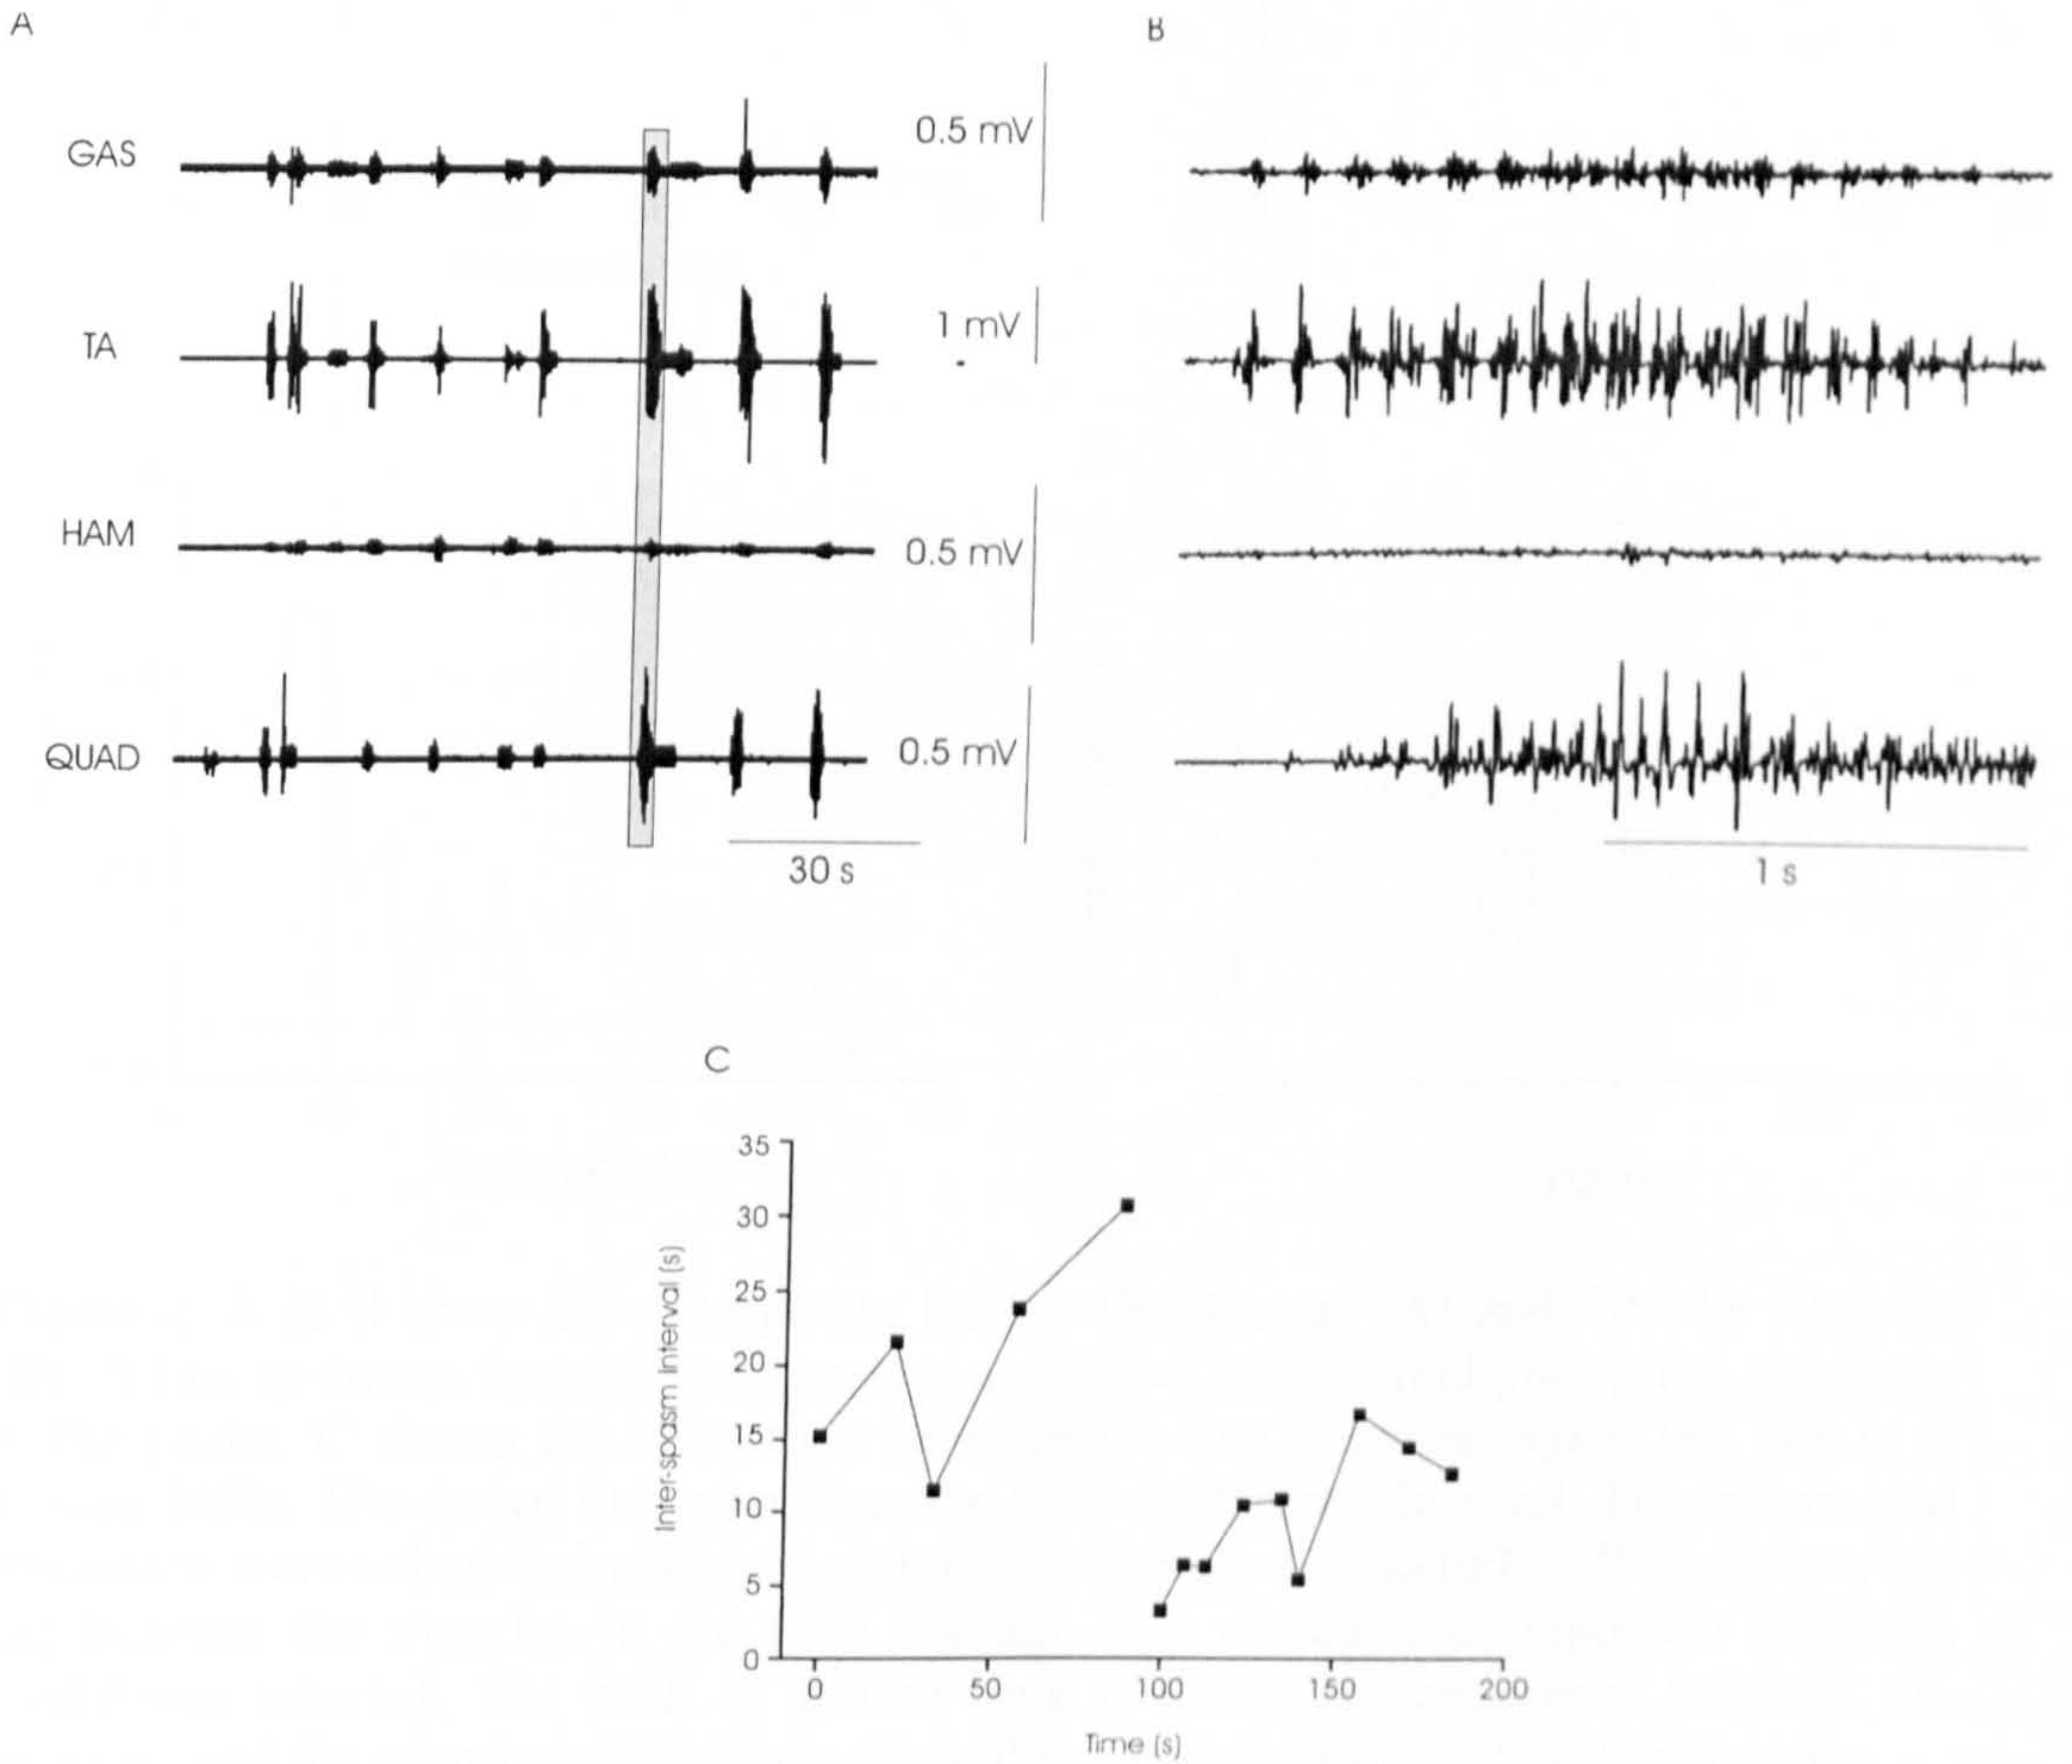 A
B
GAS
0.5 mV
TA
1 mV
HAM
0.5 mV
QUAD
0.5 mV
30 s
1 s
C
35
30
25
20
15
10
5
0
Inter-spasm Interval (s)
0 50 100 150 200
Time (s)